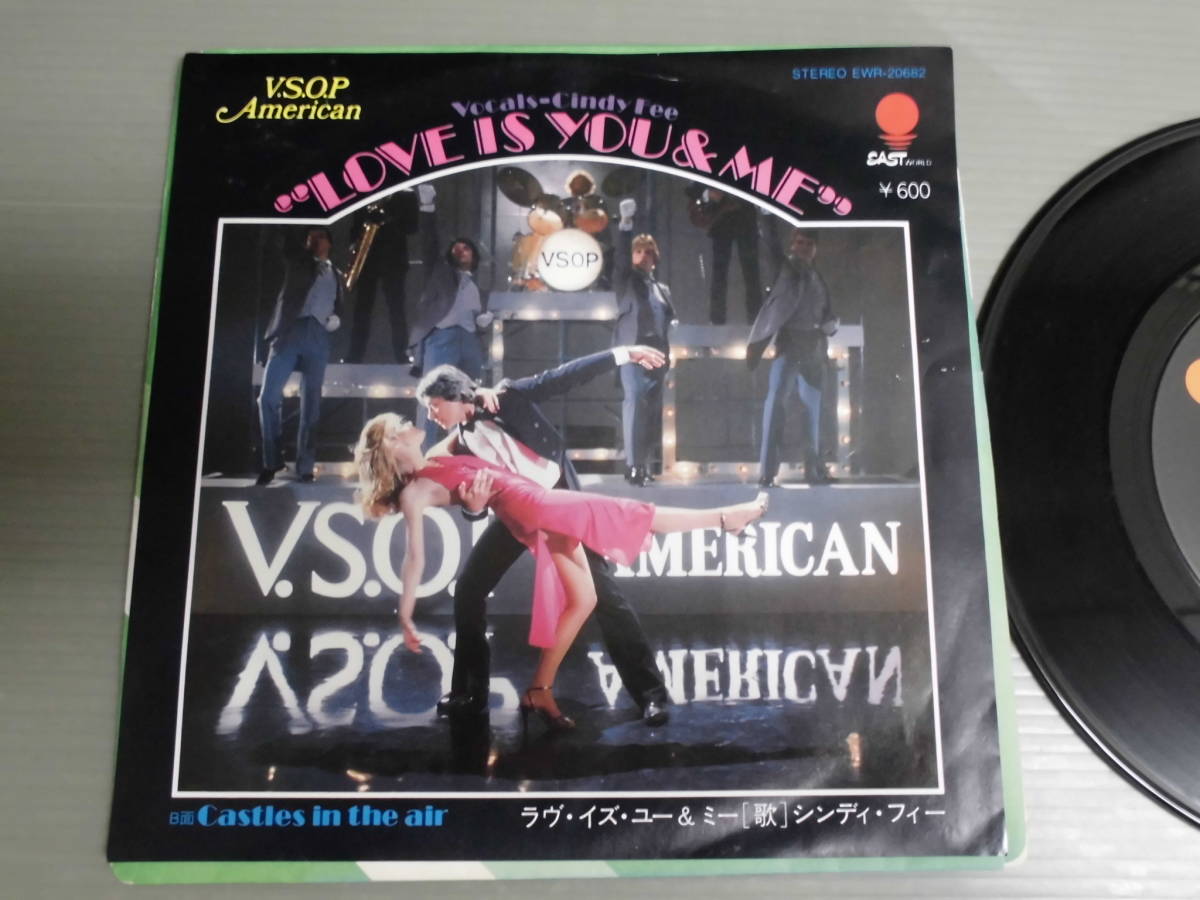 V.S.O.P
American
STEREO EWR-20682
Vocals-Cindy Fee
"LOVE IS YOU & ME"
EAST WORLD
¥600
VSOP
V.S.O.P AMERICAN
V.S.O.P AMERICAN
B面 Castles in the air
ラヴ・イズ・ユー&ミー[歌]シンディ・フィー